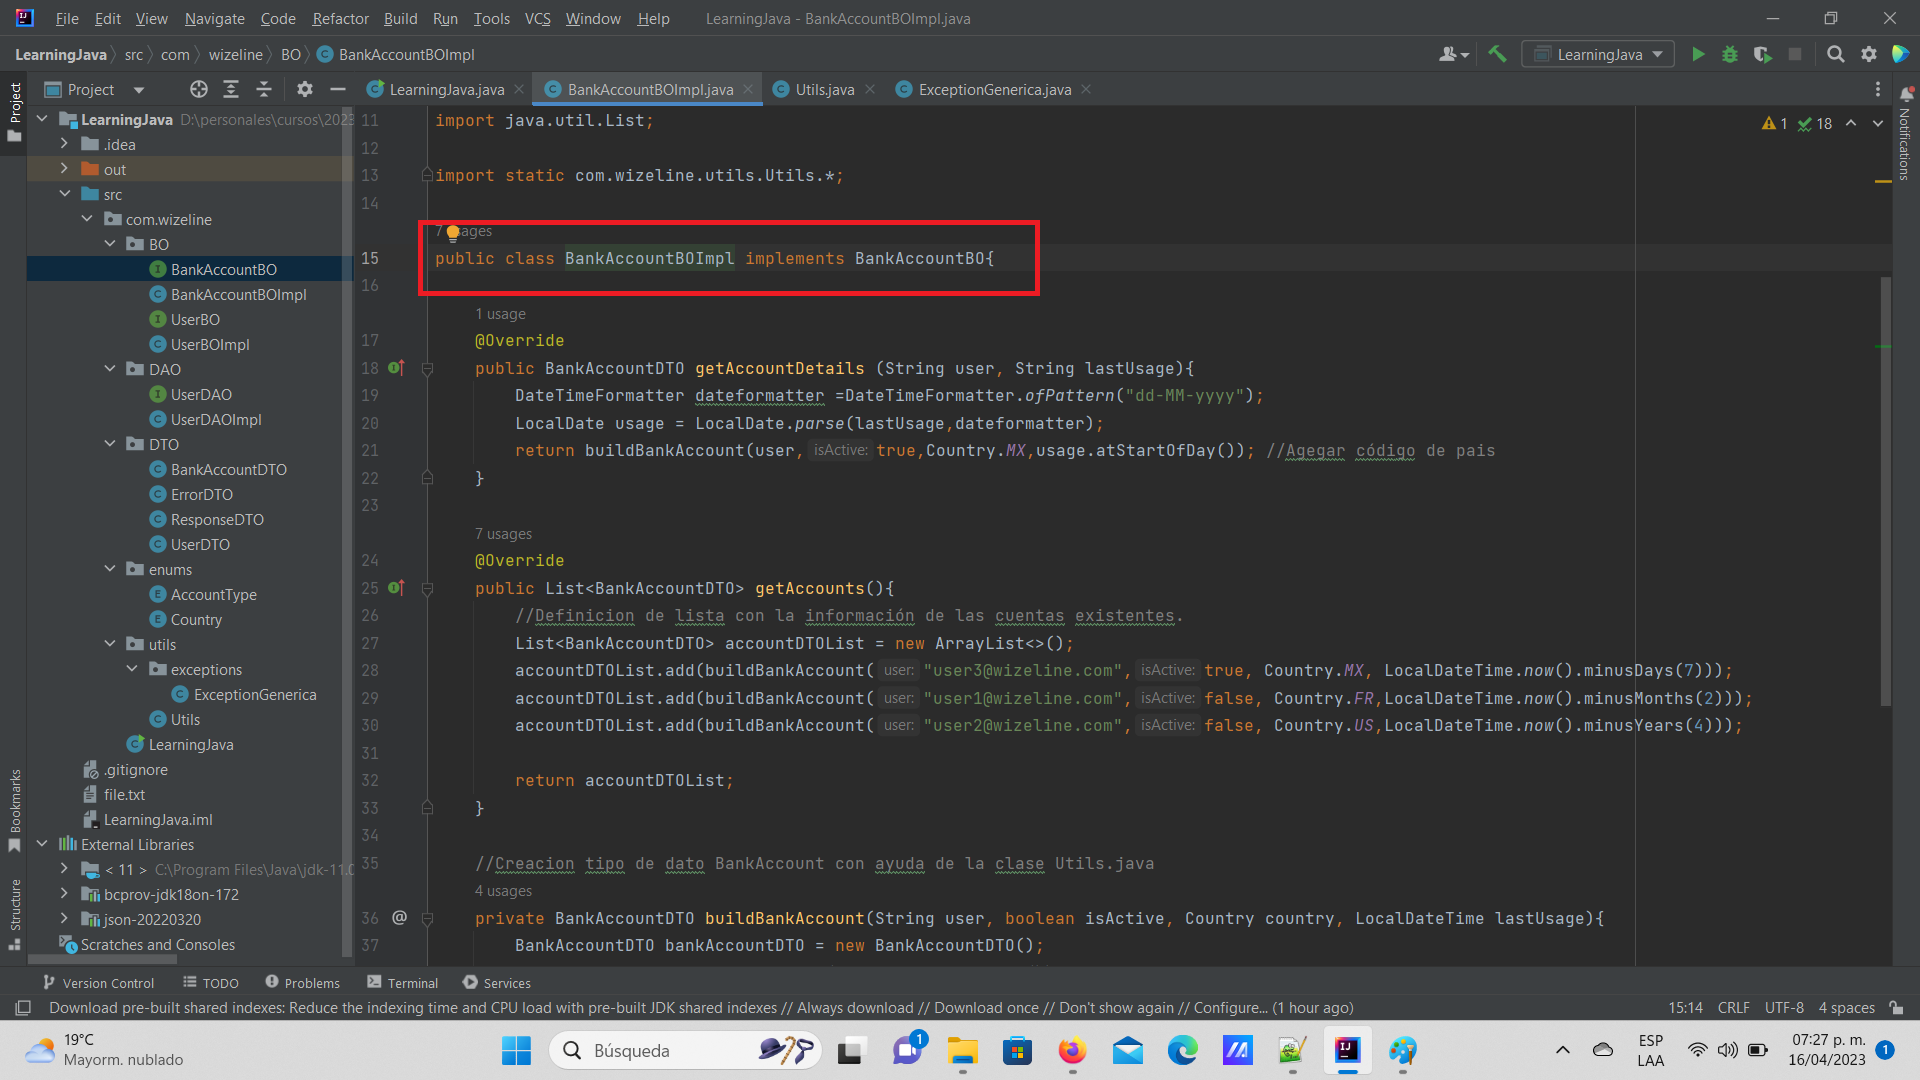 File Edit View Navigate Code Refactor Build Run Tools VCS Window Help LearningJava - BankAccountBOImpl.java
LearningJava src com wizeline BO BankAccountBOImpl LearningJava
Project LearningJava.java BankAccountBOImpl.java Utils.java ExceptionGenerica.java
Project
Bookmarks
Structure
Notifications
LearningJava D:\personales\cursos\2023
.idea
out
src
com.wizeline
BO
BankAccountBO
BankAccountBOImpl
UserBO
UserBOImpl
DAO
UserDAO
UserDAOImpl
DTO
BankAccountDTO
ErrorDTO
ResponseDTO
UserDTO
enums
AccountType
Country
utils
exceptions
ExceptionGenerica
Utils
LearningJava
.gitignore
file.txt
LearningJava.iml
External Libraries
< 11 > C:\Program Files\Java\jdk-11.0
bcprov-jdk18on-172
json-20220320
Scratches and Consoles
1 18
11 import java.util.List;
12
13 import static com.wizeline.utils.Utils.*;
14
7 usages
15 public class BankAccountBOImpl implements BankAccountBO{
16
1 usage
17 @Override
18 public BankAccountDTO getAccountDetails (String user, String lastUsage){
19 DateTimeFormatter dateformatter =DateTimeFormatter.ofPattern("dd-MM-yyyy");
20 LocalDate usage = LocalDate.parse(lastUsage,dateformatter);
21 return buildBankAccount(user, isActive: true,Country.MX,usage.atStartOfDay()); //Agegar código de pais
22 }
23
7 usages
24 @Override
25 public List<BankAccountDTO> getAccounts(){
26 //Definicion de lista con la información de las cuentas existentes.
27 List<BankAccountDTO> accountDTOList = new ArrayList<>();
28 accountDTOList.add(buildBankAccount( user: "user3@wizeline.com", isActive: true, Country.MX, LocalDateTime.now().minusDays(7)));
29 accountDTOList.add(buildBankAccount( user: "user1@wizeline.com", isActive: false, Country.FR,LocalDateTime.now().minusMonths(2)));
30 accountDTOList.add(buildBankAccount( user: "user2@wizeline.com", isActive: false, Country.US,LocalDateTime.now().minusYears(4)));
31
32 return accountDTOList;
33 }
34
35 //Creacion tipo de dato BankAccount con ayuda de la clase Utils.java
4 usages
36 @ private BankAccountDTO buildBankAccount(String user, boolean isActive, Country country, LocalDateTime lastUsage){
37 BankAccountDTO bankAccountDTO = new BankAccountDTO();
Version Control TODO Problems Terminal Services
Download pre-built shared indexes: Reduce the indexing time and CPU load with pre-built JDK shared indexes // Always download // Download once // Don't show again // Configure... (1 hour ago) 15:14 CRLF UTF-8 4 spaces
19°C
Mayorm. nublado
Búsqueda
1
ESP
LAA
07:27 p. m.
16/04/2023
1